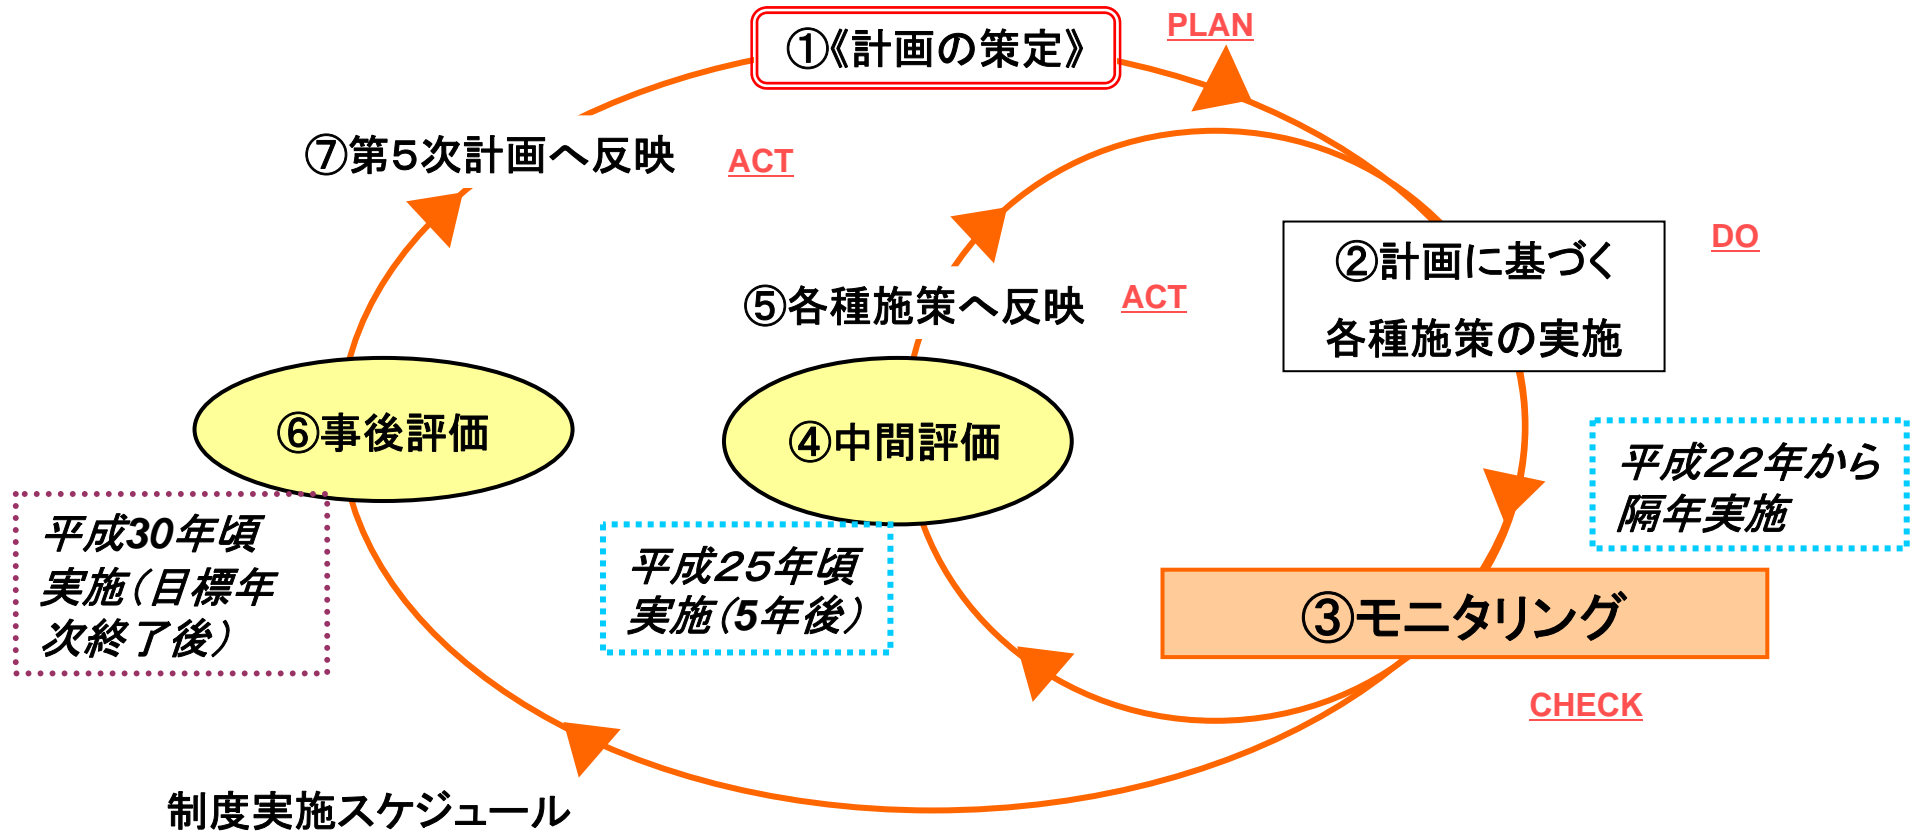 ①《計画の策定》
PLAN
⑦第５次計画へ反映
ACT
DO
②計画に基づく
各種施策の実施
⑤各種施策へ反映
ACT
⑥事後評価
④中間評価
平成２２年から
隔年実施
平成30年頃
実施（目標年
次終了後）
平成２５年頃
実施（5年後）
③モニタリング
CHECK
制度実施スケジュール